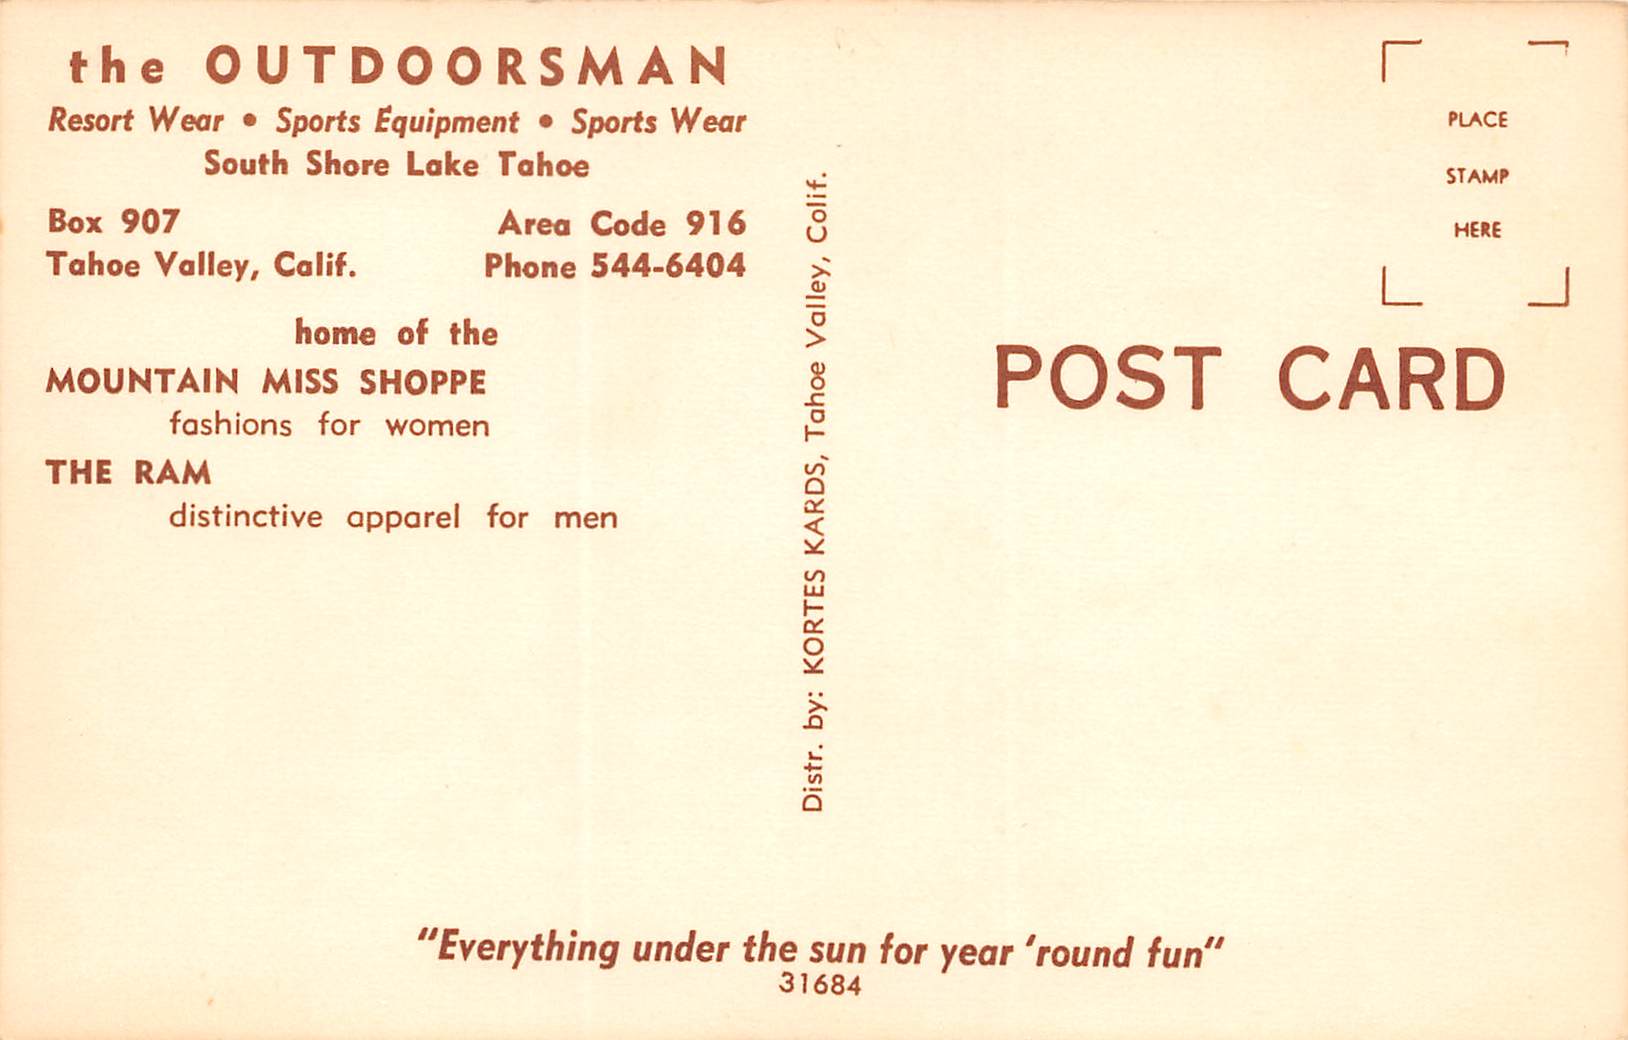 the OUTDOORSMAN
Resort Wear • Sports Equipment • Sports Wear
South Shore Lake Tahoe
Box 907 Area Code 916
Tahoe Valley, Calif. Phone 544-6404
home of the
MOUNTAIN MISS SHOPPE
fashions for women
THE RAM
distinctive apparel for men
Distr. by: KORTES KARDS, Tahoe Valley, Colif.
PLACE
STAMP
HERE
POST CARD
"Everything under the sun for year 'round fun"
31684